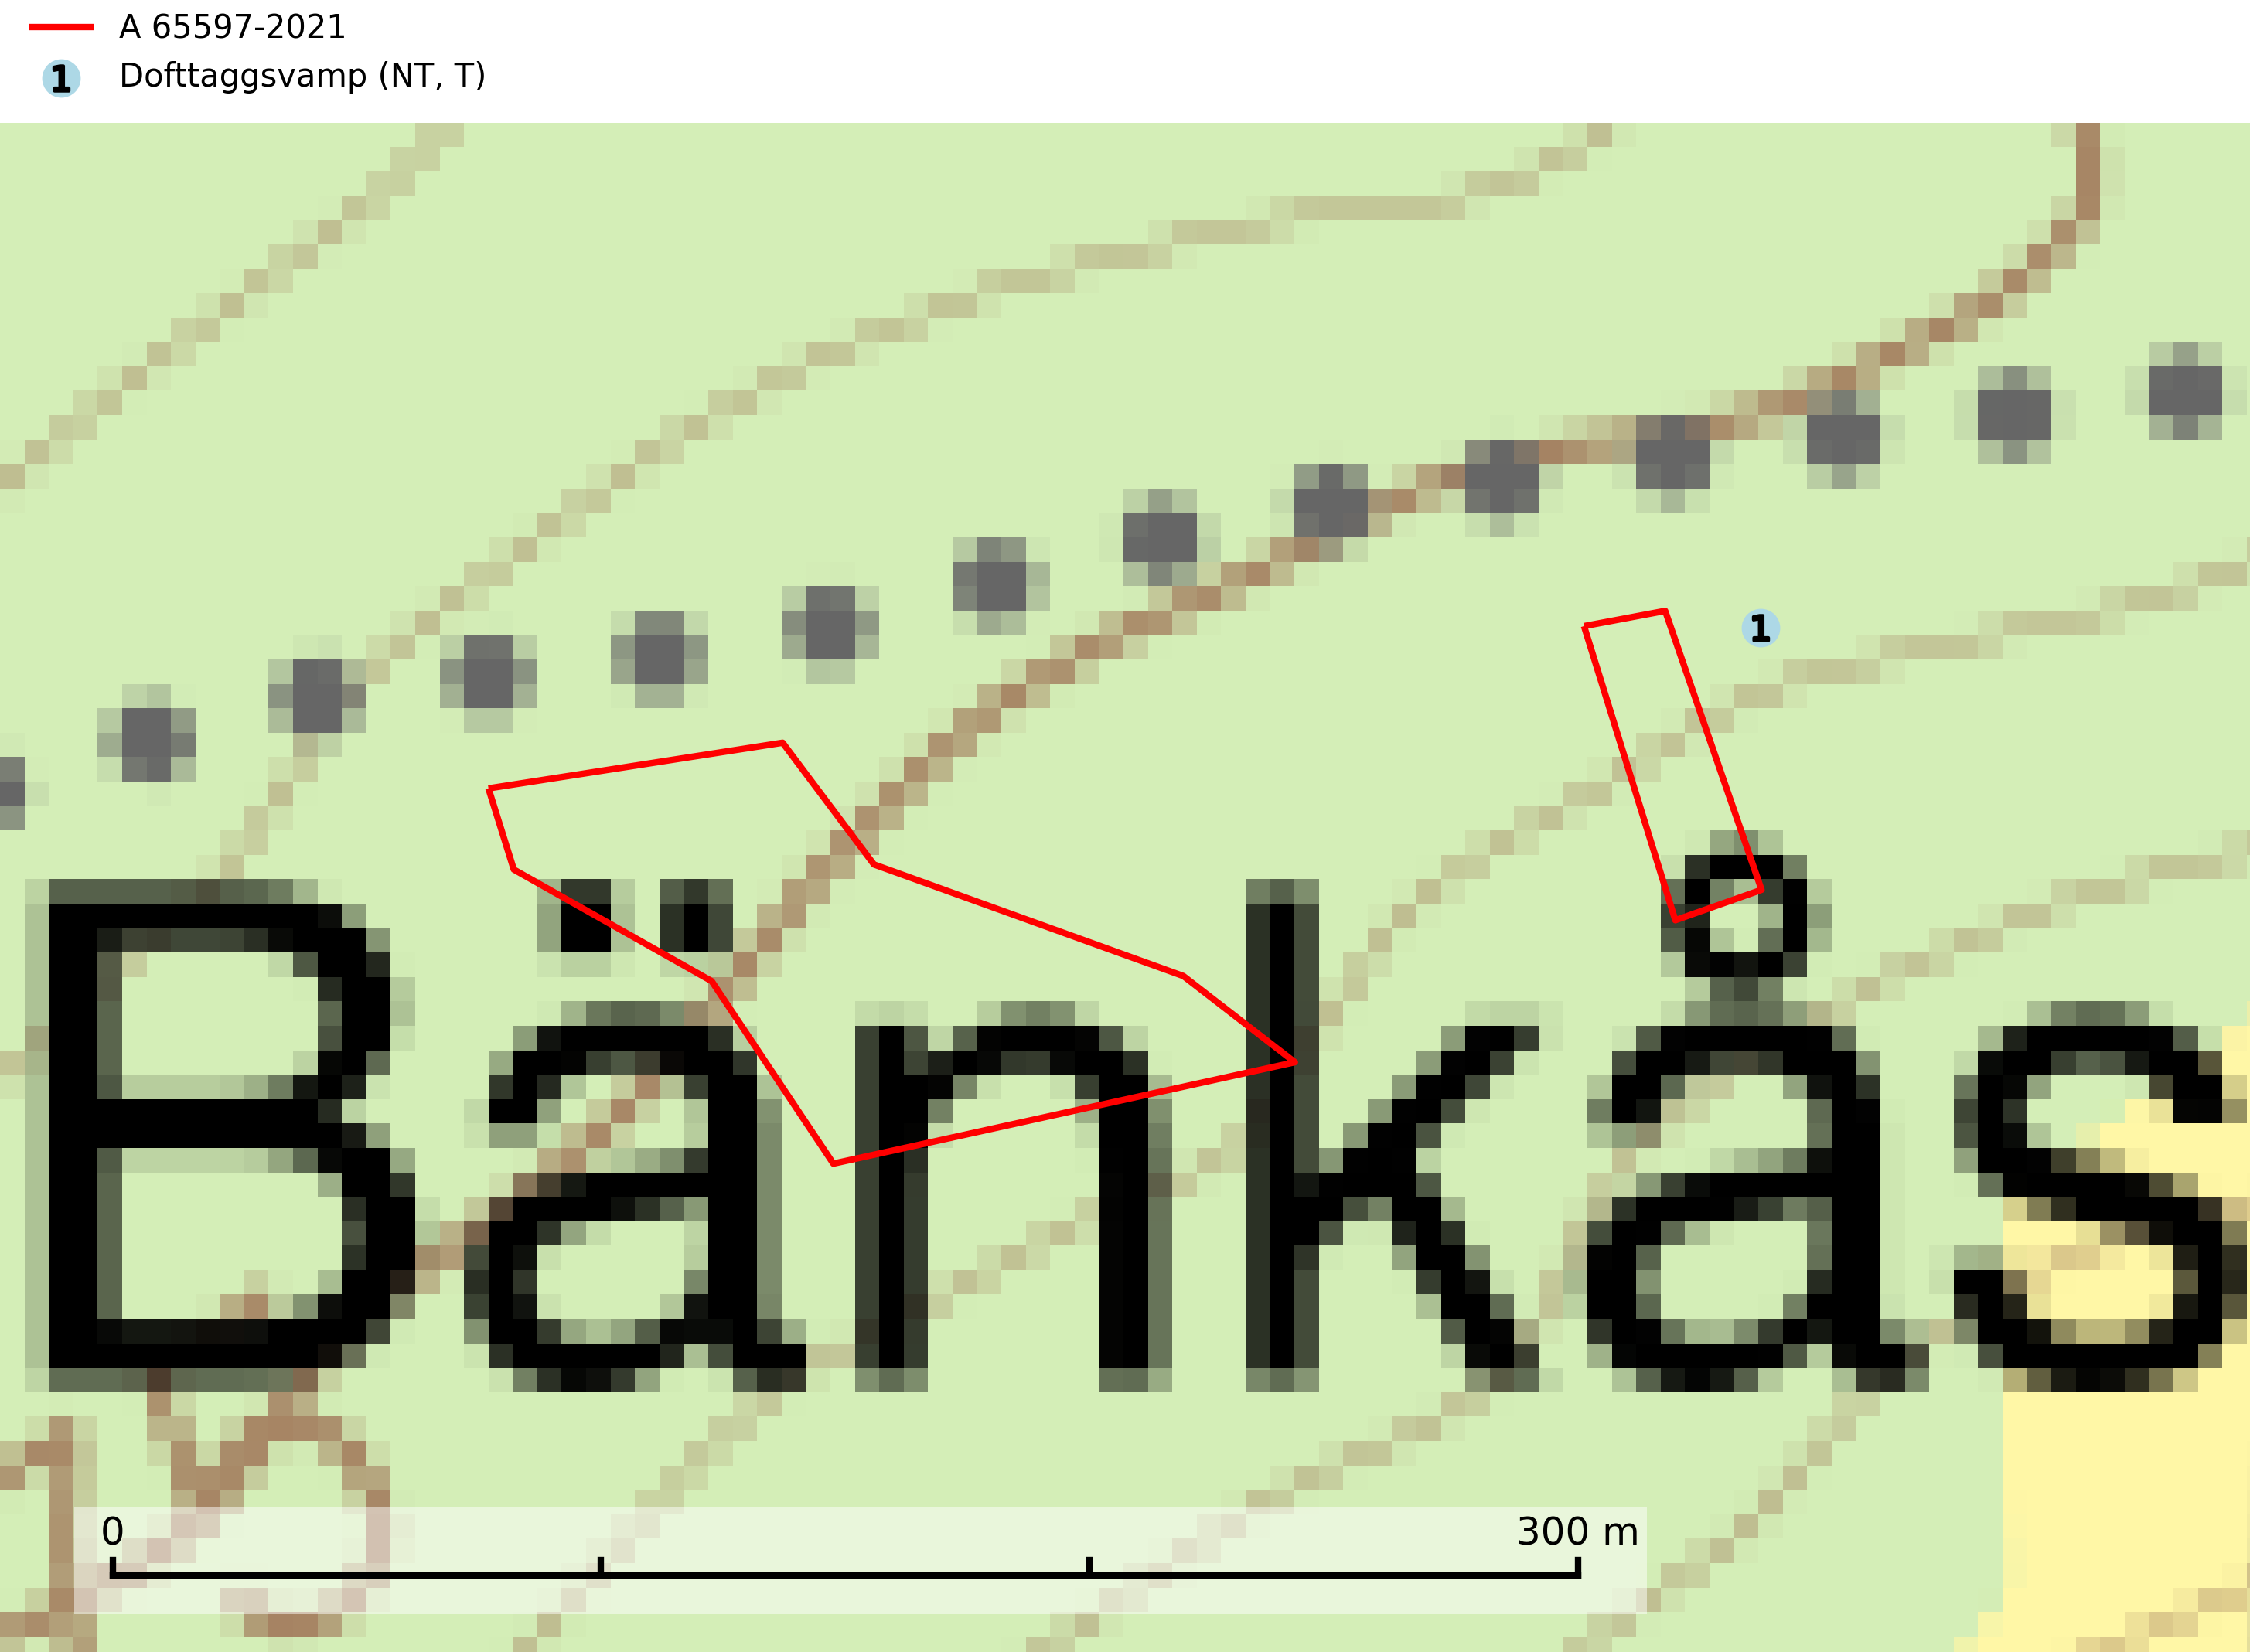 A 65597-2021
1 Dofttaggsvamp (NT, T)
1
Bänkås
0 300 m